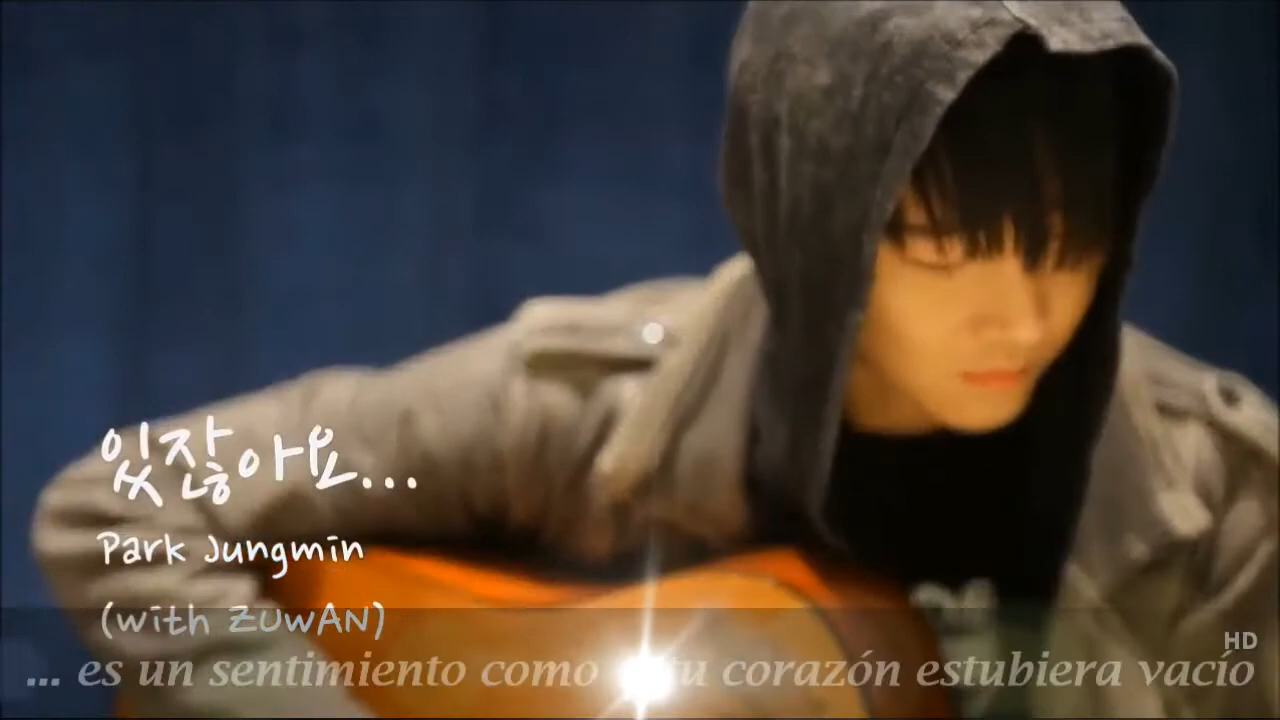 있잖아요...
Park Jungmin
(with ZUWAN)
HD
... es un sentimiento como tu corazón estubiera vacío